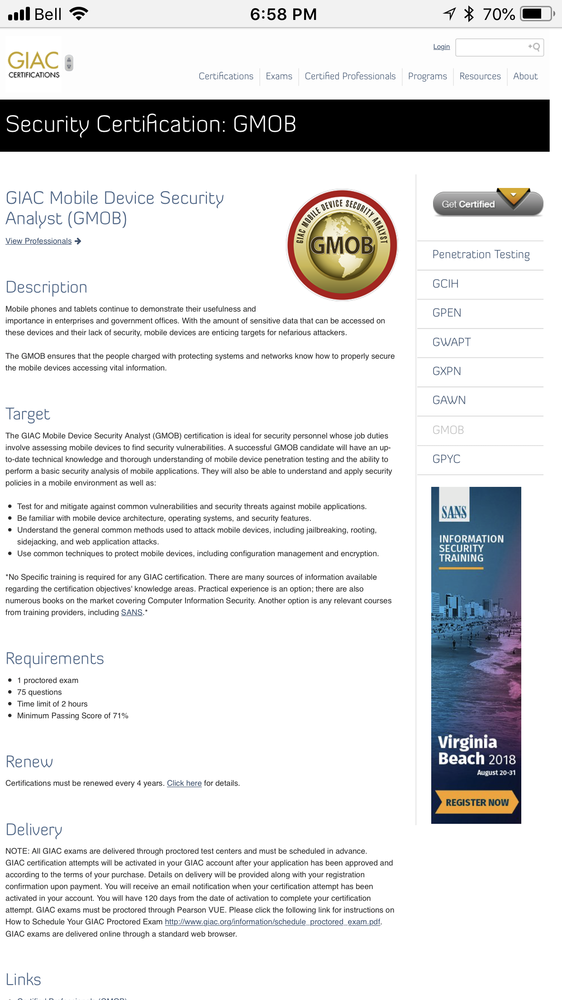 Bell
6:58 PM
70%
GIAC
CERTIFICATIONS
Login
Certifications
Exams
Certified Professionals
Programs
Resources
About
Security Certification: GMOB
GIAC Mobile Device Security
Analyst (GMOB)
View Professionals
GIAC MOBILE DEVICE SECURITY ANALYST
GMOB
Description
Mobile phones and tablets continue to demonstrate their usefulness and
importance in enterprises and government offices. With the amount of sensitive data that can be accessed on
these devices and their lack of security, mobile devices are enticing targets for nefarious attackers.
The GMOB ensures that the people charged with protecting systems and networks know how to properly secure
the mobile devices accessing vital information.
Target
The GIAC Mobile Device Security Analyst (GMOB) certification is ideal for security personnel whose job duties
involve assessing mobile devices to find security vulnerabilities. A successful GMOB candidate will have an up-
to-date technical knowledge and thorough understanding of mobile device penetration testing and the ability to
perform a basic security analysis of mobile applications. They will also be able to understand and apply security
policies in a mobile environment as well as:
• Test for and mitigate against common vulnerabilities and security threats against mobile applications.
• Be familiar with mobile device architecture, operating systems, and security features.
• Understand the general common methods used to attack mobile devices, including jailbreaking, rooting,
sidejacking, and web application attacks.
• Use common techniques to protect mobile devices, including configuration management and encryption.
*No Specific training is required for any GIAC certification. There are many sources of information available
regarding the certification objectives' knowledge areas. Practical experience is an option; there are also
numerous books on the market covering Computer Information Security. Another option is any relevant courses
from training providers, including SANS.*
Requirements
• 1 proctored exam
• 75 questions
• Time limit of 2 hours
• Minimum Passing Score of 71%
Renew
Certifications must be renewed every 4 years. Click here for details.
Delivery
NOTE: All GIAC exams are delivered through proctored test centers and must be scheduled in advance.
GIAC certification attempts will be activated in your GIAC account after your application has been approved and
according to the terms of your purchase. Details on delivery will be provided along with your registration
confirmation upon payment. You will receive an email notification when your certification attempt has been
activated in your account. You will have 120 days from the date of activation to complete your certification
attempt. GIAC exams must be proctored through Pearson VUE. Please click the following link for instructions on
How to Schedule Your GIAC Proctored Exam http://www.giac.org/information/schedule_proctored_exam.pdf.
GIAC exams are delivered online through a standard web browser.
Links
• Certified Professionals (GMOB)
Get Certified
Penetration Testing
GCIH
GPEN
GWAPT
GXPN
GAWN
GMOB
GPYC
SANS
INFORMATION
SECURITY
TRAINING
Virginia
Beach 2018
August 20-31
REGISTER NOW